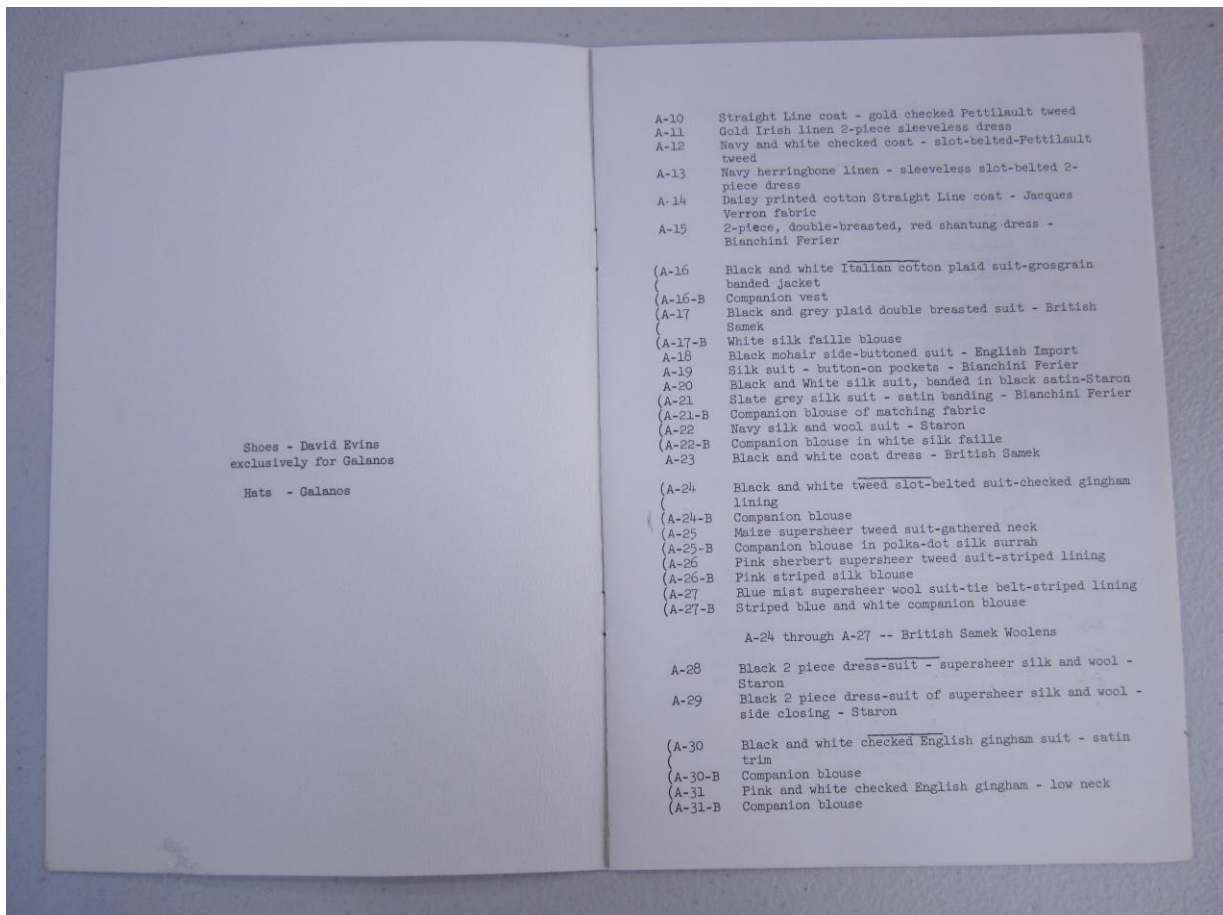 Shoes - David Evins
exclusively for Galanos
Hats - Galanos
A-10 Straight Line coat - gold checked Pettilault tweed
A-11 Gold Irish linen 2-piece sleeveless dress
A-12 Navy and white checked coat - slot-belted-Pettilault
tweed
A-13 Navy herringbone linen - sleeveless slot-belted 2-
piece dress
A-14 Daisy printed cotton Straight Line coat - Jacques
Verron fabric
A-15 2-piece, double-breasted, red shantung dress -
Bianchini Ferier
(A-16 Black and white Italian cotton plaid suit-grosgrain
( banded jacket
(A-16-B Companion vest
(A-17 Black and grey plaid double breasted suit - British
( Samek
(A-17-B White silk faille blouse
A-18 Black mohair side-buttoned suit - English Import
A-19 Silk suit - button-on pockets - Bianchini Ferier
A-20 Black and White silk suit, banded in black satin-Staron
(A-21 Slate grey silk suit - satin banding - Bianchini Ferier
(A-21-B Companion blouse of matching fabric
(A-22 Navy silk and wool suit - Staron
(A-22-B Companion blouse in white silk faille
A-23 Black and white coat dress - British Samek
(A-24 Black and white tweed slot-belted suit-checked gingham
( lining
(A-24-B Companion blouse
(A-25 Maize supersheer tweed suit-gathered neck
(A-25-B Companion blouse in polka-dot silk surrah
(A-26 Pink sherbert supersheer tweed suit-striped lining
(A-26-B Pink striped silk blouse
(A-27 Blue mist supersheer wool suit-tie belt-striped lining
(A-27-B Striped blue and white companion blouse
A-24 through A-27 -- British Samek Woolens
A-28 Black 2 piece dress-suit - supersheer silk and wool -
Staron
A-29 Black 2 piece dress-suit of supersheer silk and wool -
side closing - Staron
(A-30 Black and white checked English gingham suit - satin
( trim
(A-30-B Companion blouse
(A-31 Pink and white checked English gingham - low neck
(A-31-B Companion blouse